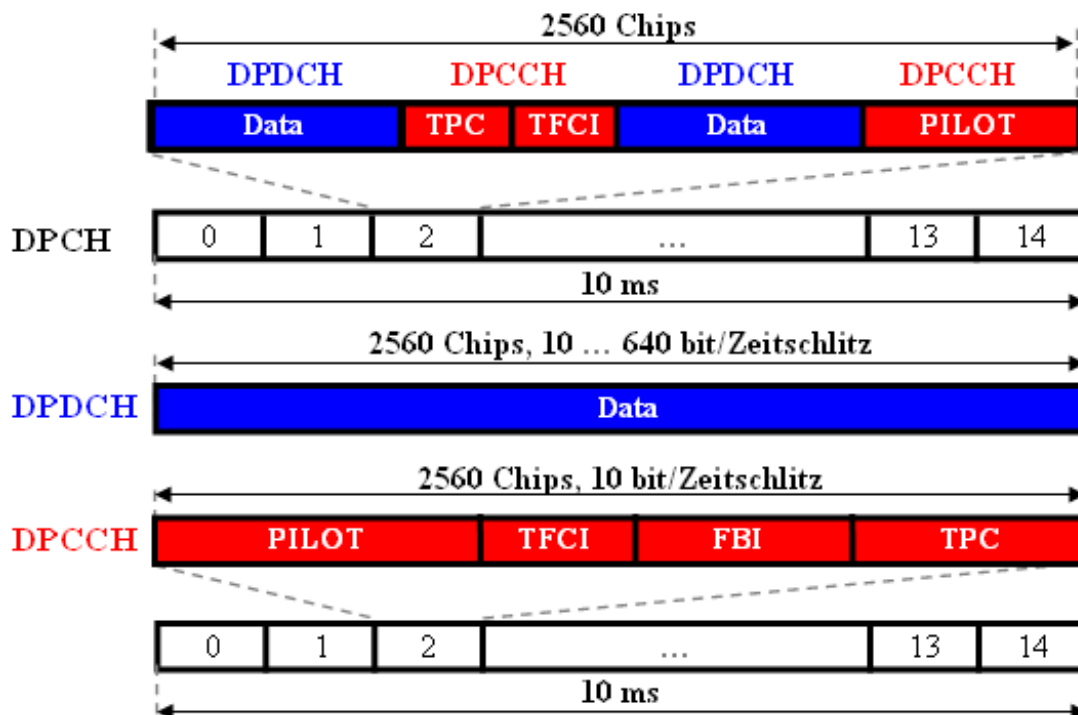 2560 Chips
DPDCH DPCCH DPDCH DPCCH
Data TPC TFCI Data PILOT
DPCH 0 1 2 ... 13 14
10 ms
2560 Chips, 10 ... 640 bit/Zeitschlitz
DPDCH Data
2560 Chips, 10 bit/Zeitschlitz
DPCCH PILOT TFCI FBI TPC
0 1 2 ... 13 14
10 ms